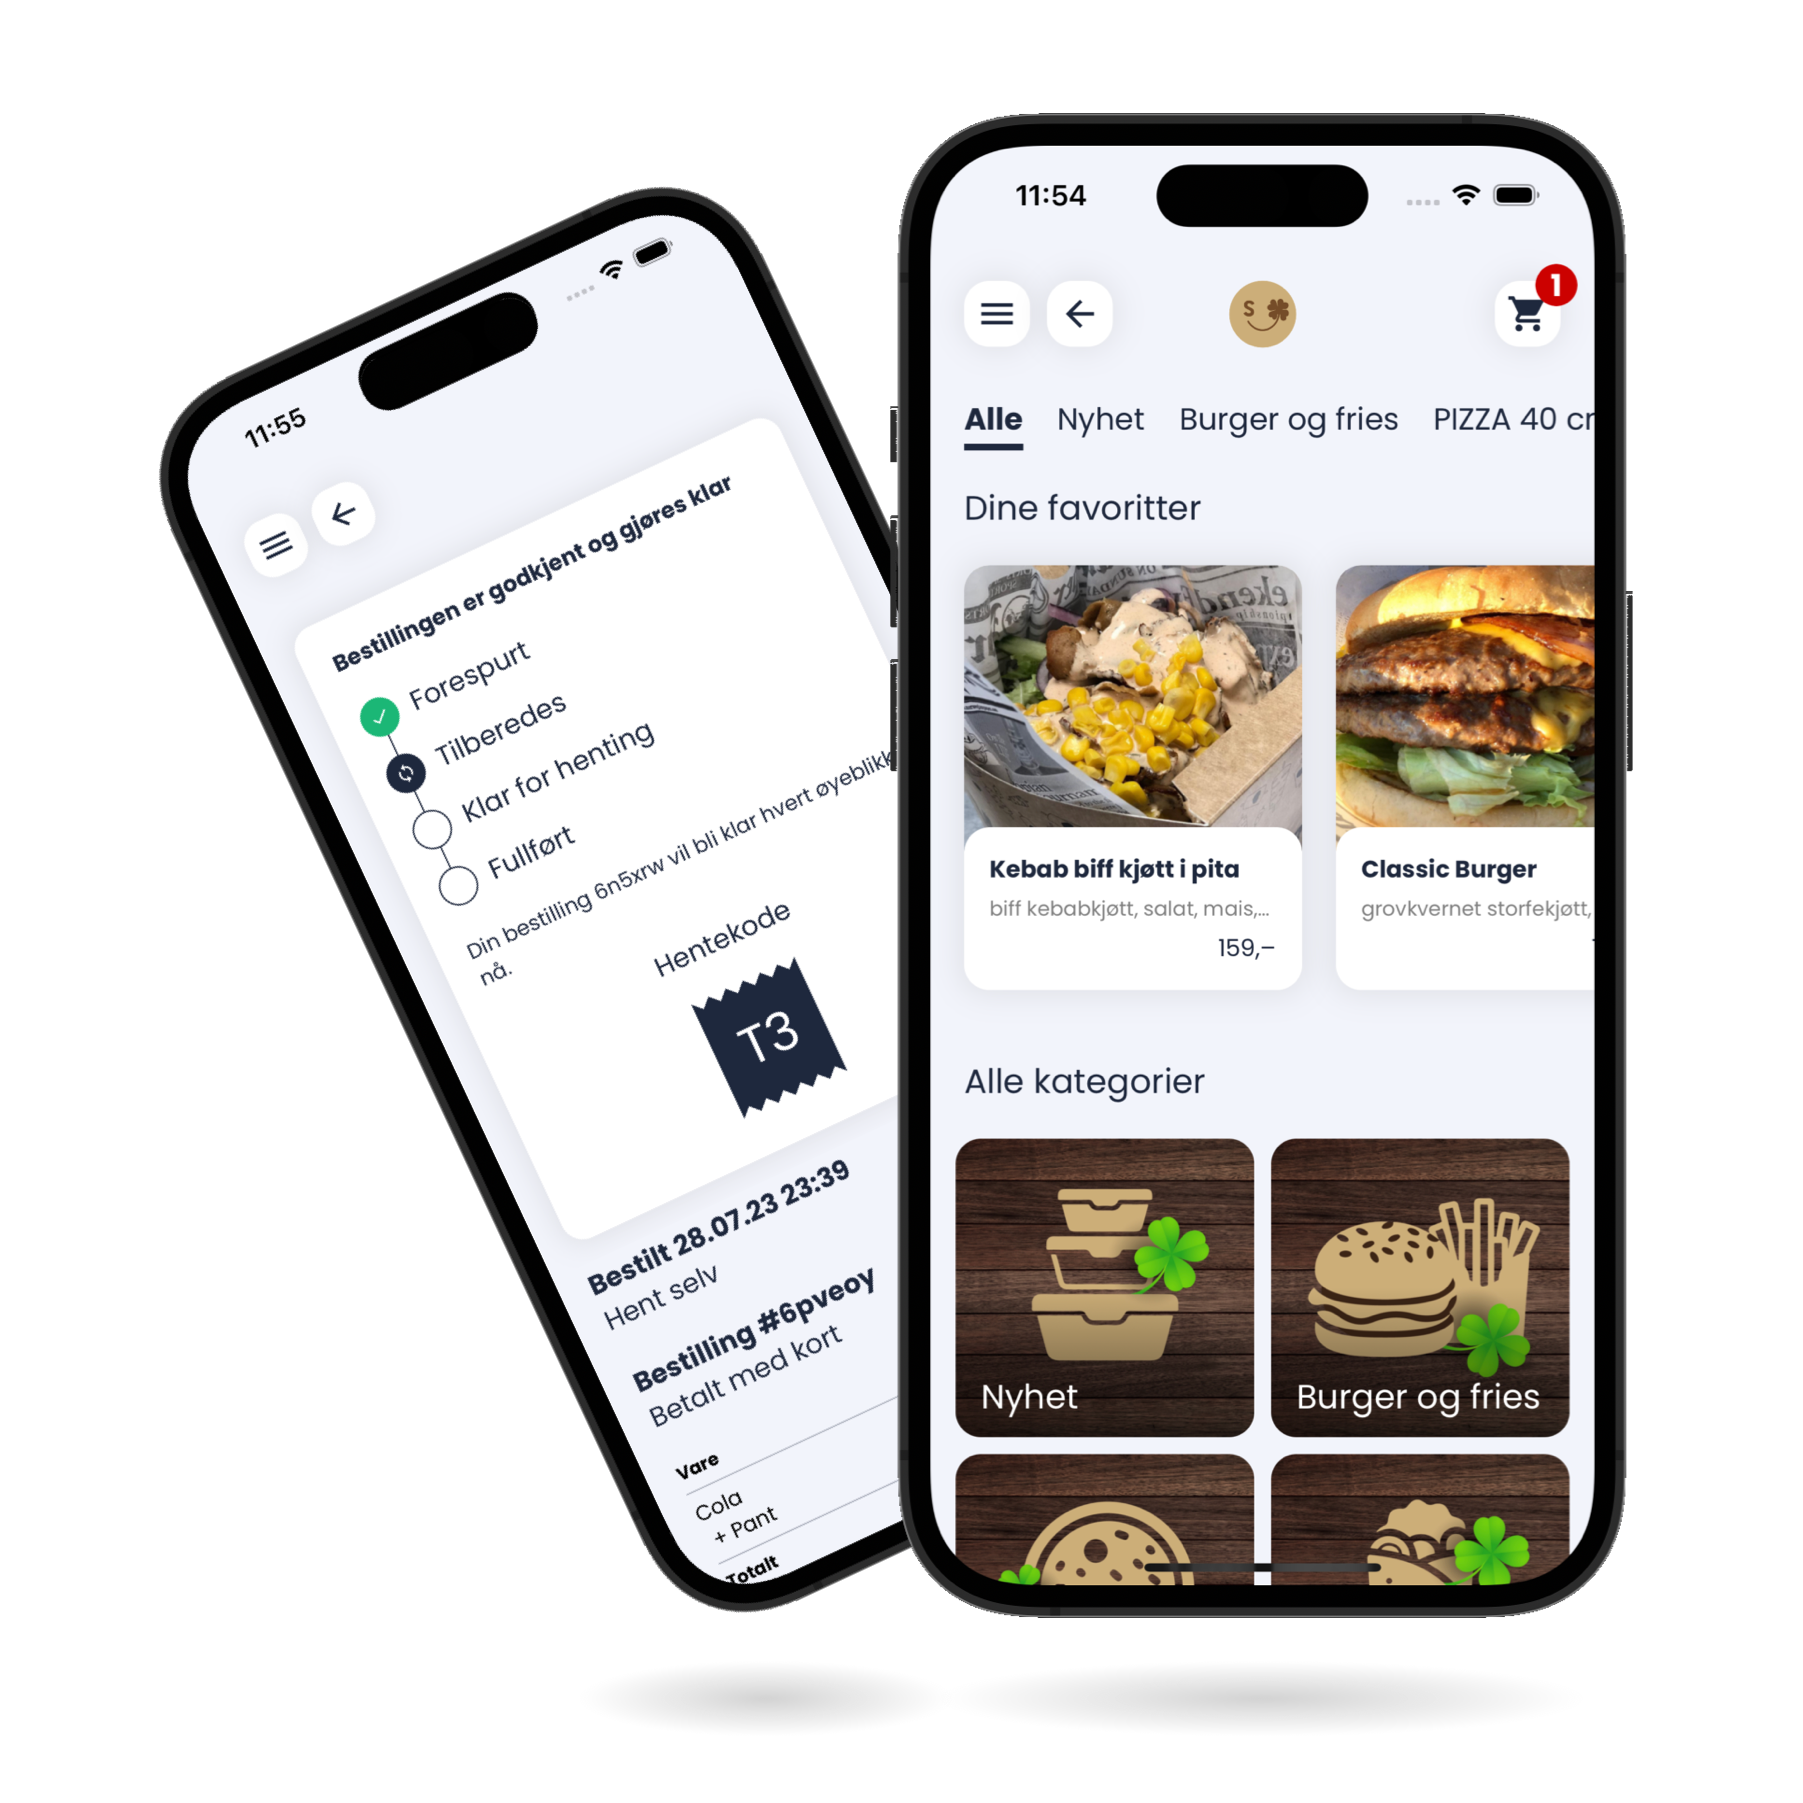 11:55
Bestillingen er godkjent og gjøres klar
Forespurt
Tilberedes
Klar for henting
Fullført
Din bestilling 6n5xrw vil bli klar hvert øyeblikk
nå.
Hentekode
T3
Bestilt 28.07.23 23:39
Hent selv
Bestilling #6pveoy
Betalt med kort
Vare
Cola
+ Pant
Totalt
11:54
S
1
Alle Nyhet Burger og fries PIZZA 40 cr
Dine favoritter
Kebab biff kjøtt i pita
biff kebabkjøtt, salat, mais,...
159,–
Classic Burger
grovkvernet storfekjøtt,
Alle kategorier
Nyhet
Burger og fries